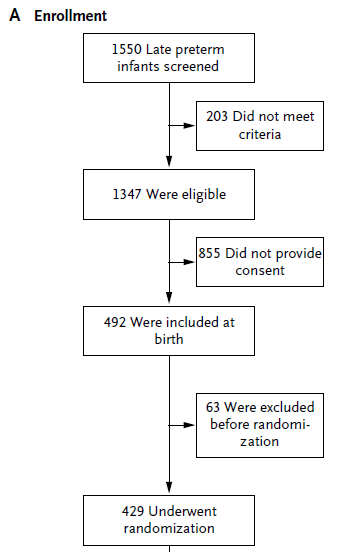 A Enrollment
1550 Late preterm
infants screened
203 Did not meet
criteria
1347 Were eligible
855 Did not provide
consent
492 Were included at
birth
63 Were excluded
before randomi-
zation
429 Underwent
randomization